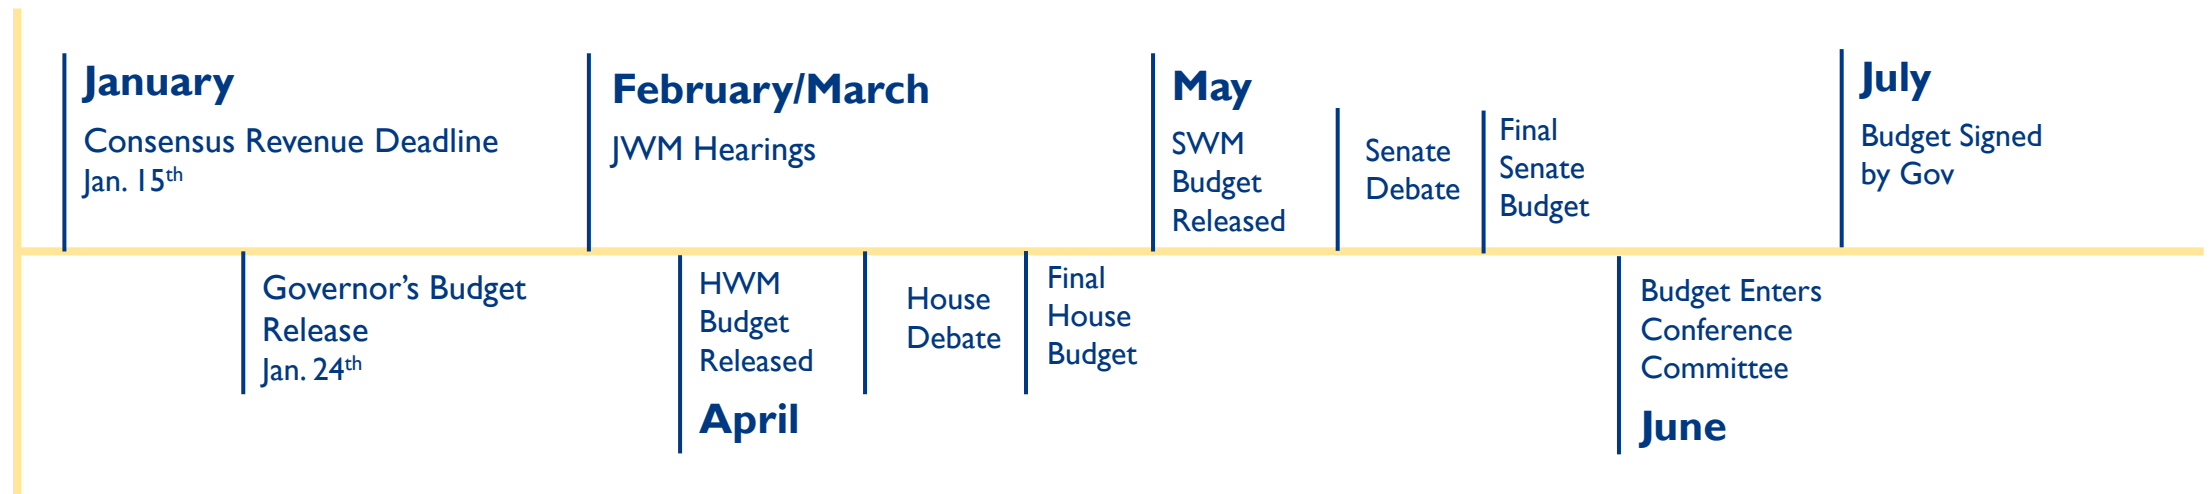 January
Consensus Revenue Deadline
Jan. 15th
Governor’s Budget
Release
Jan. 24th
February/March
JWM Hearings
HWM
Budget
Released
April
House
Debate
Final
House
Budget
May
SWM
Budget
Released
Senate
Debate
Final
Senate
Budget
Budget Enters
Conference
Committee
June
July
Budget Signed
by Gov